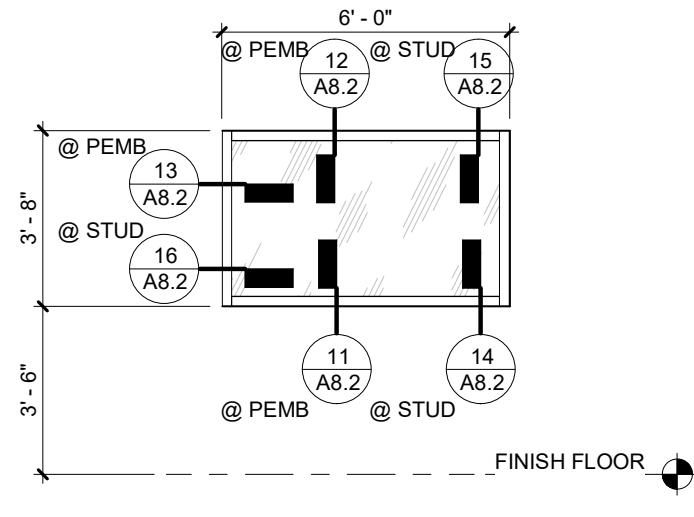 6' - 0"
@ PEMB
12
A8.2
@ STUD
15
A8.2
@ PEMB
13
A8.2
3' - 8"
@ STUD
16
A8.2
11
A8.2
14
A8.2
@ PEMB
@ STUD
3' - 6"
FINISH FLOOR